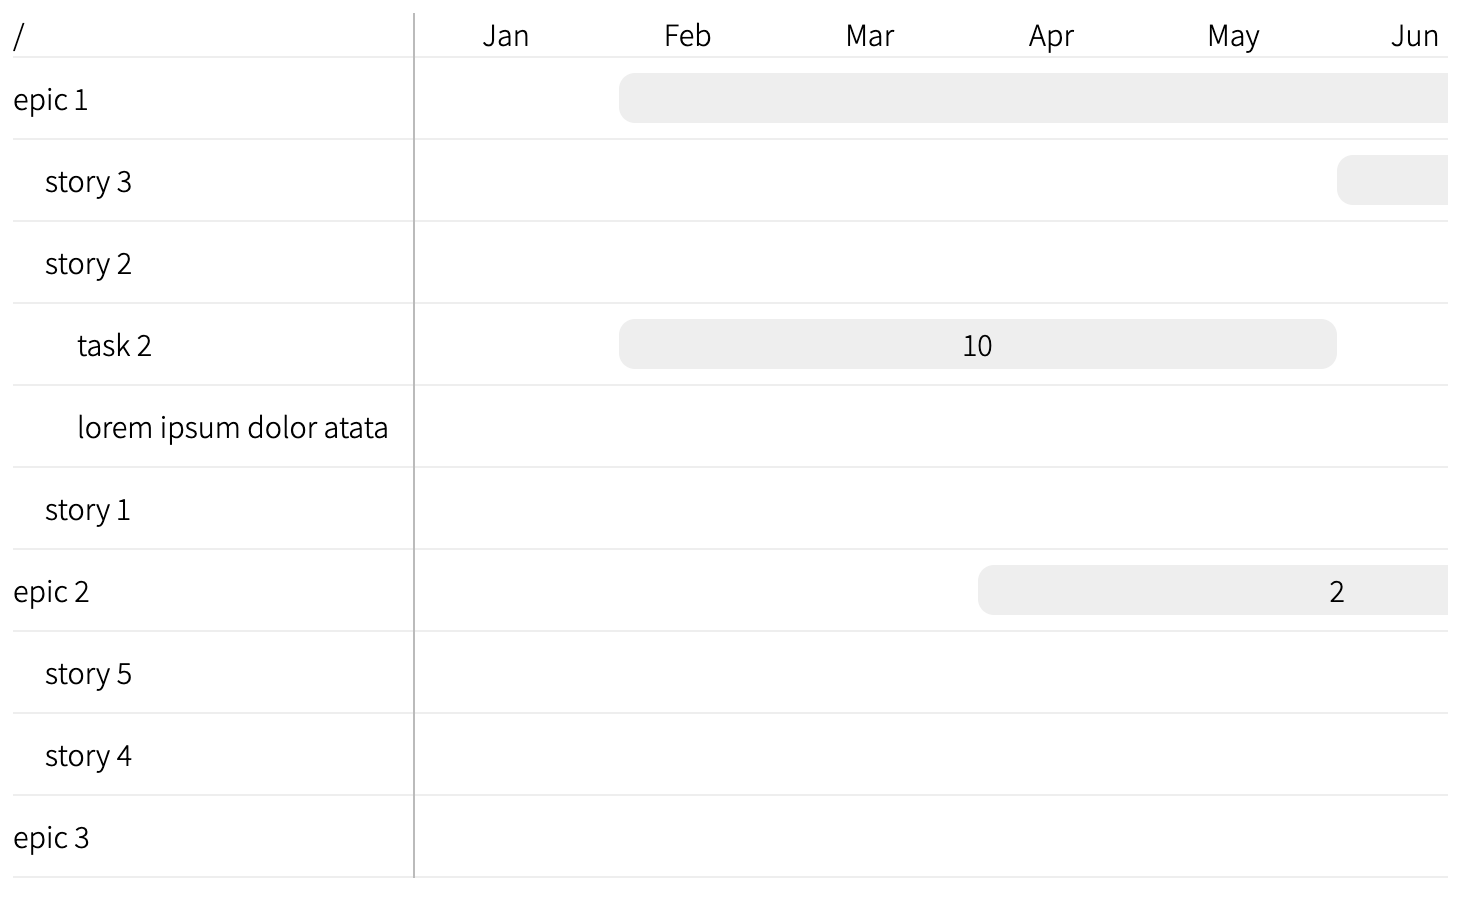 / Jan Feb Mar Apr May Jun
epic 1
story 3
story 2
task 2 10
lorem ipsum dolor atata
story 1
epic 2 2
story 5
story 4
epic 3